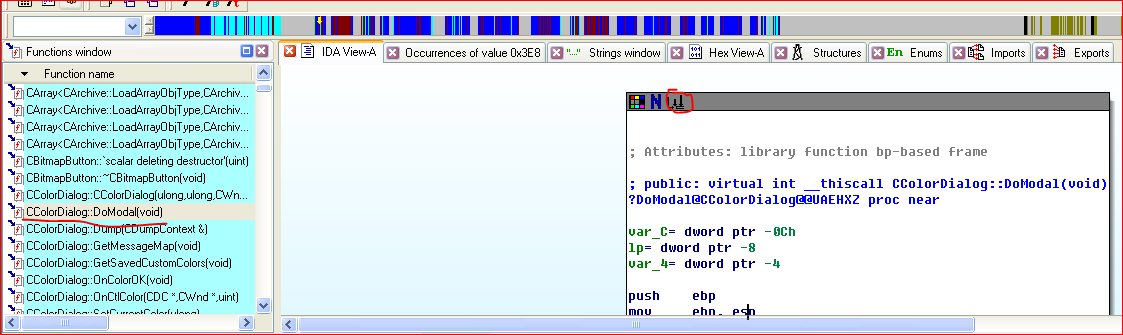 Functions window
IDA View-A
Occurrences of value 0x3E8
"..." Strings window
Hex View-A
Structures
En Enums
Imports
Exports
Function name
CArray<CArchive::LoadArrayObjType,CArchiv...
CArray<CArchive::LoadArrayObjType,CArchiv...
CArray<CArchive::LoadArrayObjType,CArchiv...
CArray<CArchive::LoadArrayObjType,CArchiv...
CBitmapButton::`scalar deleting destructor'(uint)
CBitmapButton::~CBitmapButton(void)
CColorDialog::CColorDialog(ulong,ulong,CWn...
CColorDialog::DoModal(void)
CColorDialog::Dump(CDumpContext &)
CColorDialog::GetMessageMap(void)
CColorDialog::GetSavedCustomColors(void)
CColorDialog::OnColorOK(void)
CColorDialog::OnCtlColor(CDC *,CWnd *,uint)
CColorDialog::SetCurrentColor(ulong)
N
; Attributes: library function bp-based frame
; public: virtual int __thiscall CColorDialog::DoModal(void)
?DoModal@CColorDialog@@UAEHXZ proc near
var_C= dword ptr -0Ch
lp= dword ptr -8
var_4= dword ptr -4
push ebp
mov ebp, esp